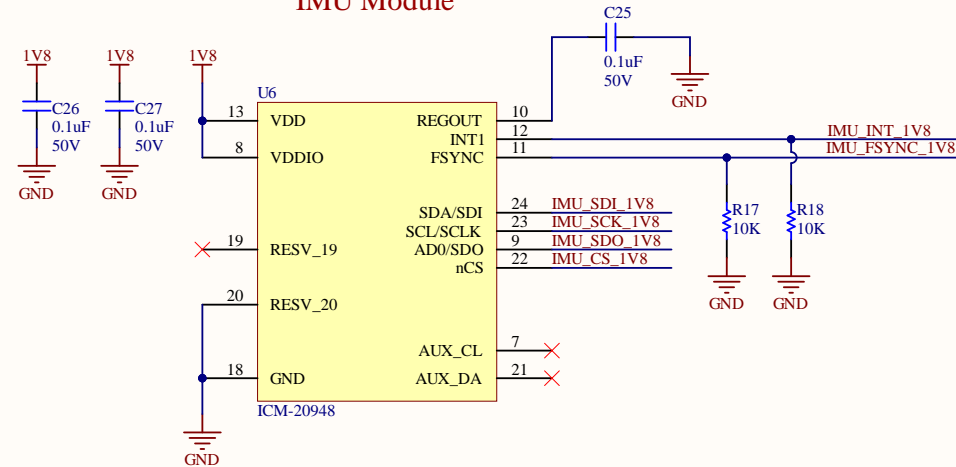 IMU Module
C25
0.1uF
50V
GND
1V8
1V8
1V8
C26
0.1uF
50V
GND
C27
0.1uF
50V
GND
U6
13
VDD
8
VDDIO
19
RESV_19
20
RESV_20
18
GND
GND
REGOUT
10
INT1
12
IMU_INT_1V8
FSYNC
11
IMU_FSYNC_1V8
SDA/SDI
24
IMU_SDI_1V8
SCL/SCLK
23
IMU_SCK_1V8
AD0/SDO
9
IMU_SDO_1V8
nCS
22
IMU_CS_1V8
AUX_CL
7
AUX_DA
21
ICM-20948
R17
10K
GND
R18
10K
GND